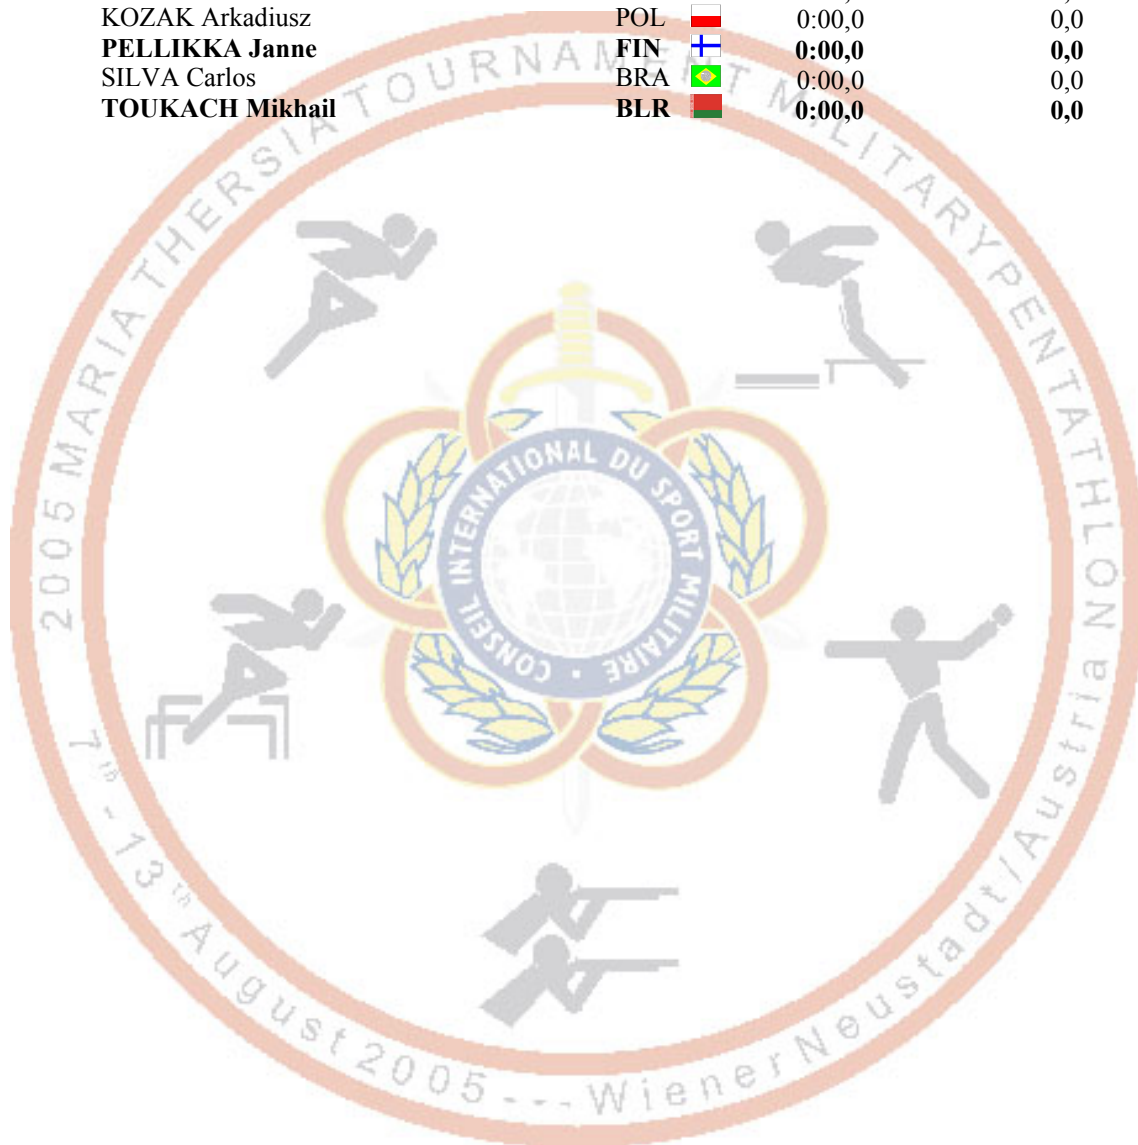 KOZAK Arkadiusz POL 0:00,0 0,0
PELLIKKA Janne FIN 0:00,0 0,0
SILVA Carlos BRA 0:00,0 0,0
TOUKACH Mikhail BLR 0:00,0 0,0
2005 MARIA THERSIA TOURNAMENT MILITARY PENTATHLON
7th - 13th August 2005 --- Wiener Neustadt/Austria
CONSEIL INTERNATIONAL DU SPORT MILITAIRE